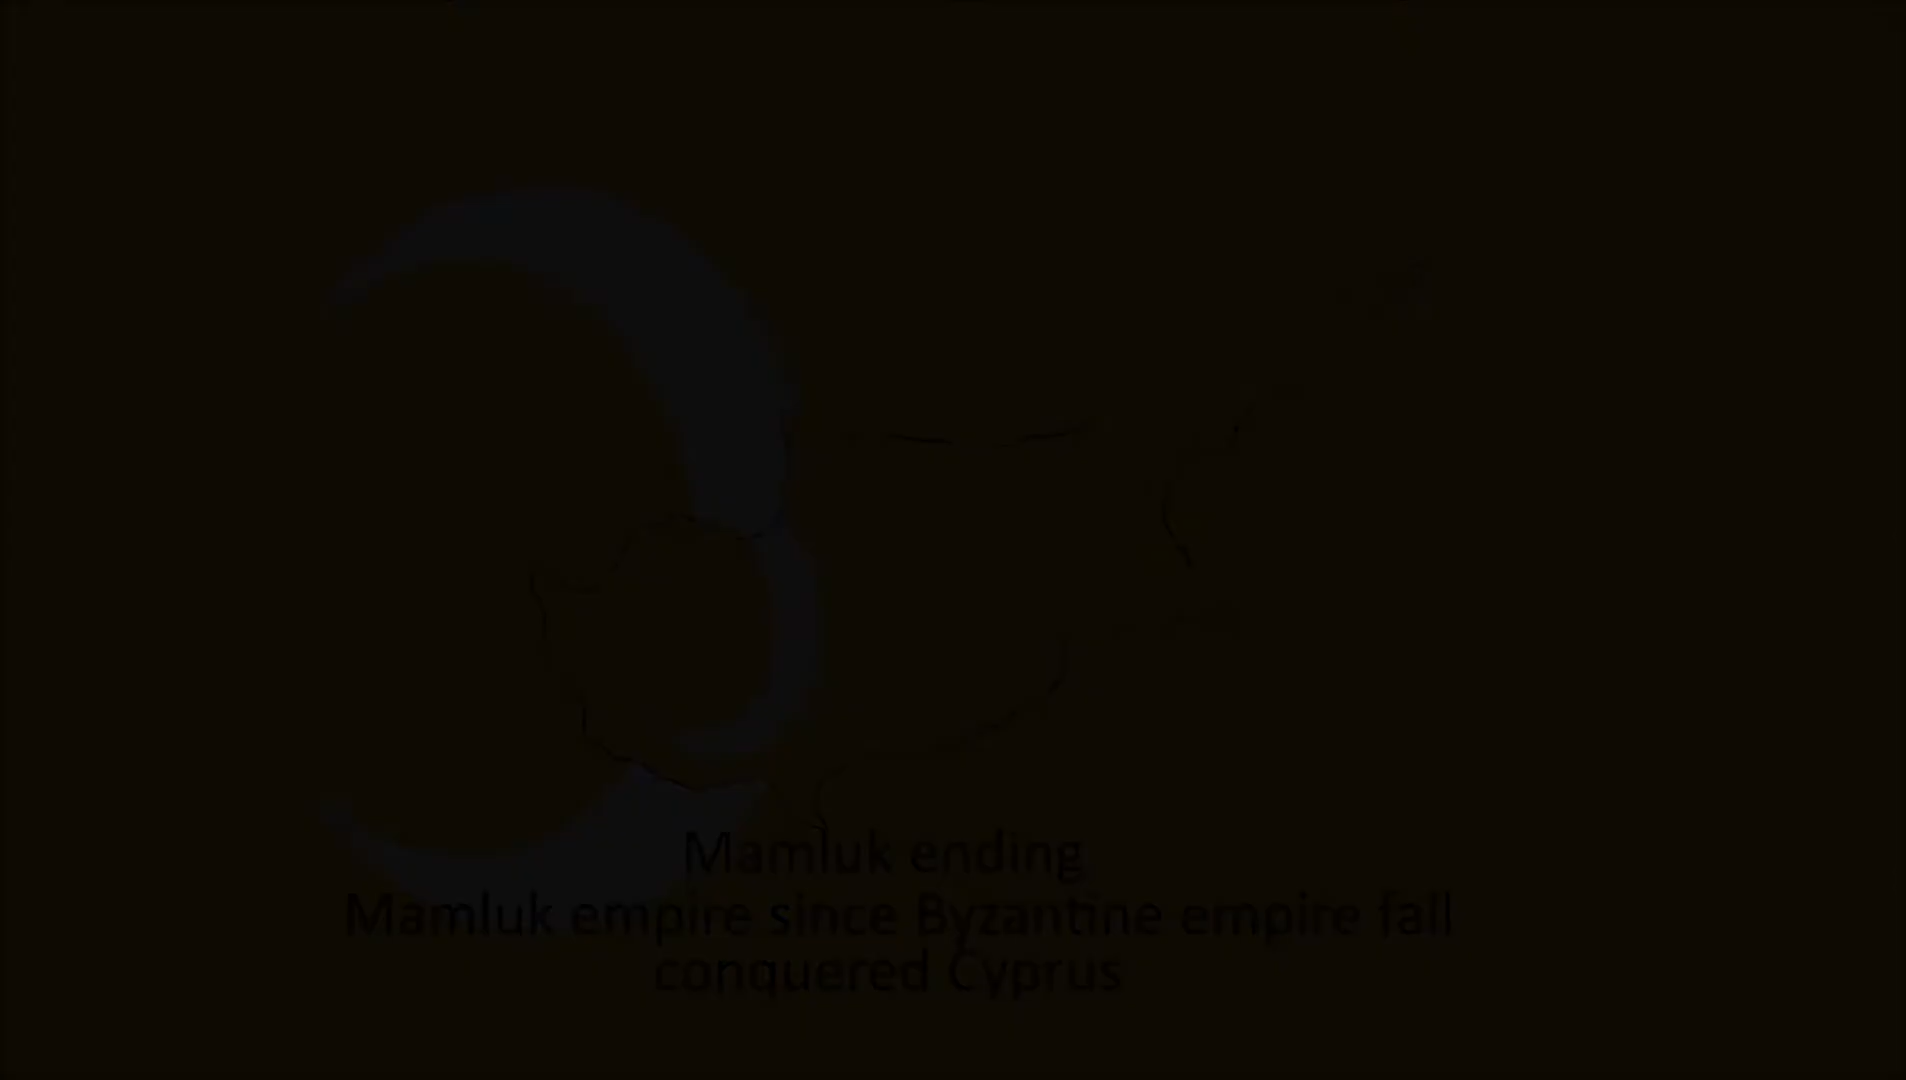 Mamluk ending
Mamluk empire since Byzantine empire fall
conquered Cyprus